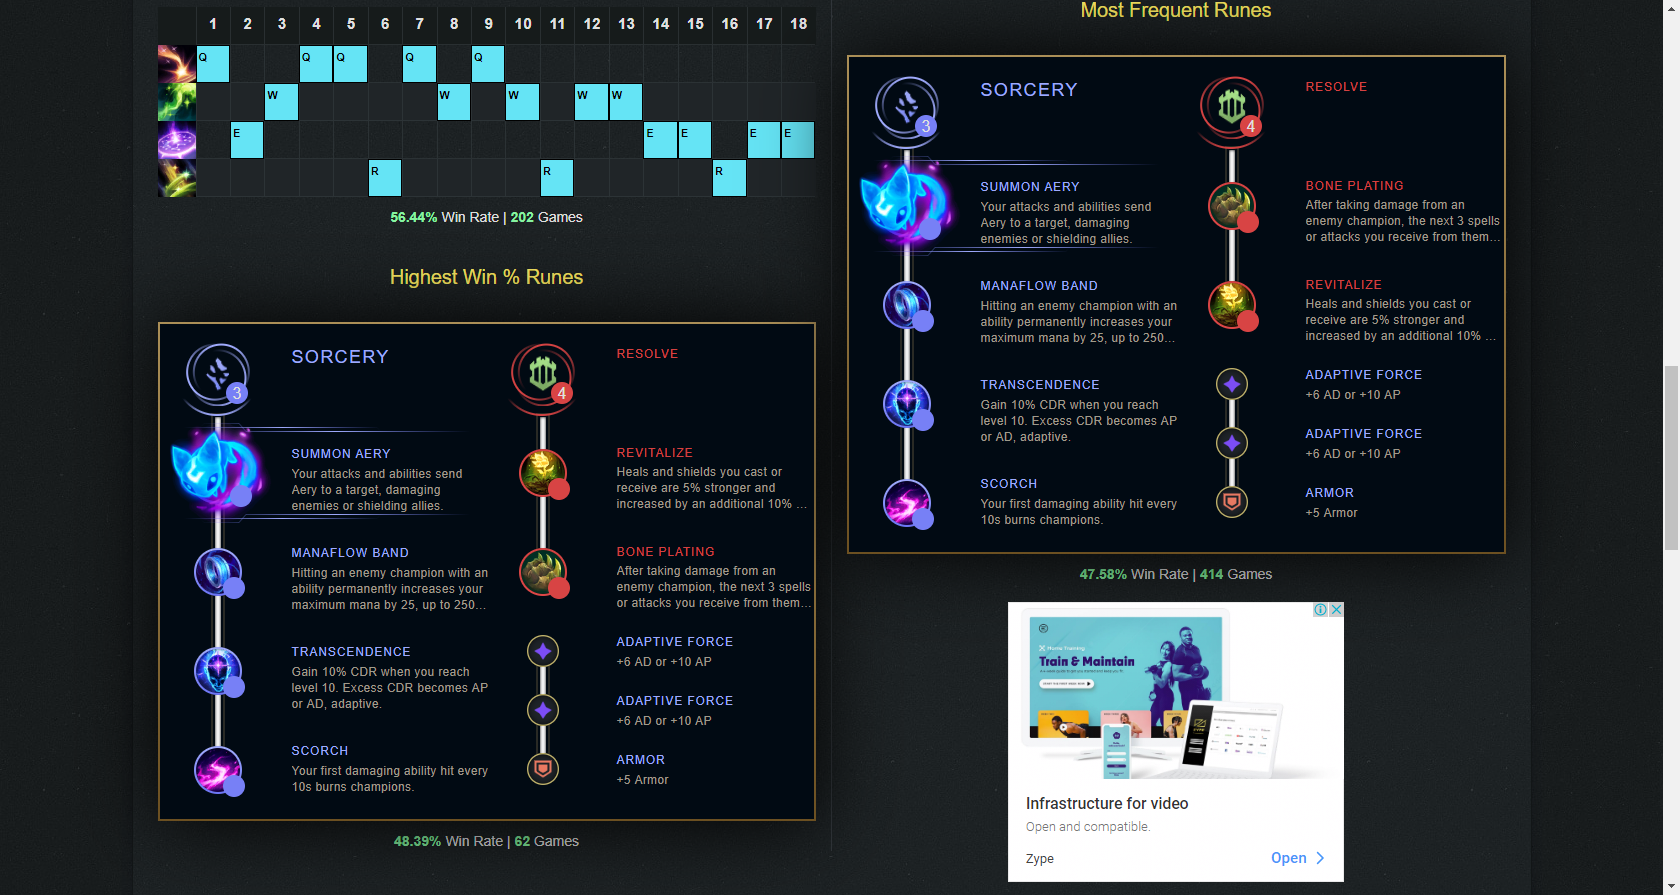 1 2 3 4 5 6 7 8 9 10 11 12 13 14 15 16 17 18
Q Q Q Q Q
W W W W W
E E E E E
R R R
56.44% Win Rate | 202 Games
Highest Win % Runes
3
SORCERY
SUMMON AERY
Your attacks and abilities send
Aery to a target, damaging
enemies or shielding allies.
MANAFLOW BAND
Hitting an enemy champion with an
ability permanently increases your
maximum mana by 25, up to 250...
TRANSCENDENCE
Gain 10% CDR when you reach
level 10. Excess CDR becomes AP
or AD, adaptive.
SCORCH
Your first damaging ability hit every
10s burns champions.
4
RESOLVE
REVITALIZE
Heals and shields you cast or
receive are 5% stronger and
increased by an additional 10% ...
BONE PLATING
After taking damage from an
enemy champion, the next 3 spells
or attacks you receive from them...
ADAPTIVE FORCE
+6 AD or +10 AP
ADAPTIVE FORCE
+6 AD or +10 AP
ARMOR
+5 Armor
48.39% Win Rate | 62 Games
Most Frequent Runes
3
SORCERY
SUMMON AERY
Your attacks and abilities send
Aery to a target, damaging
enemies or shielding allies.
MANAFLOW BAND
Hitting an enemy champion with an
ability permanently increases your
maximum mana by 25, up to 250...
TRANSCENDENCE
Gain 10% CDR when you reach
level 10. Excess CDR becomes AP
or AD, adaptive.
SCORCH
Your first damaging ability hit every
10s burns champions.
4
RESOLVE
BONE PLATING
After taking damage from an
enemy champion, the next 3 spells
or attacks you receive from them...
REVITALIZE
Heals and shields you cast or
receive are 5% stronger and
increased by an additional 10% ...
ADAPTIVE FORCE
+6 AD or +10 AP
ADAPTIVE FORCE
+6 AD or +10 AP
ARMOR
+5 Armor
47.58% Win Rate | 414 Games
Home Training
Train & Maintain
Infrastructure for video
Open and compatible.
Zype
Open